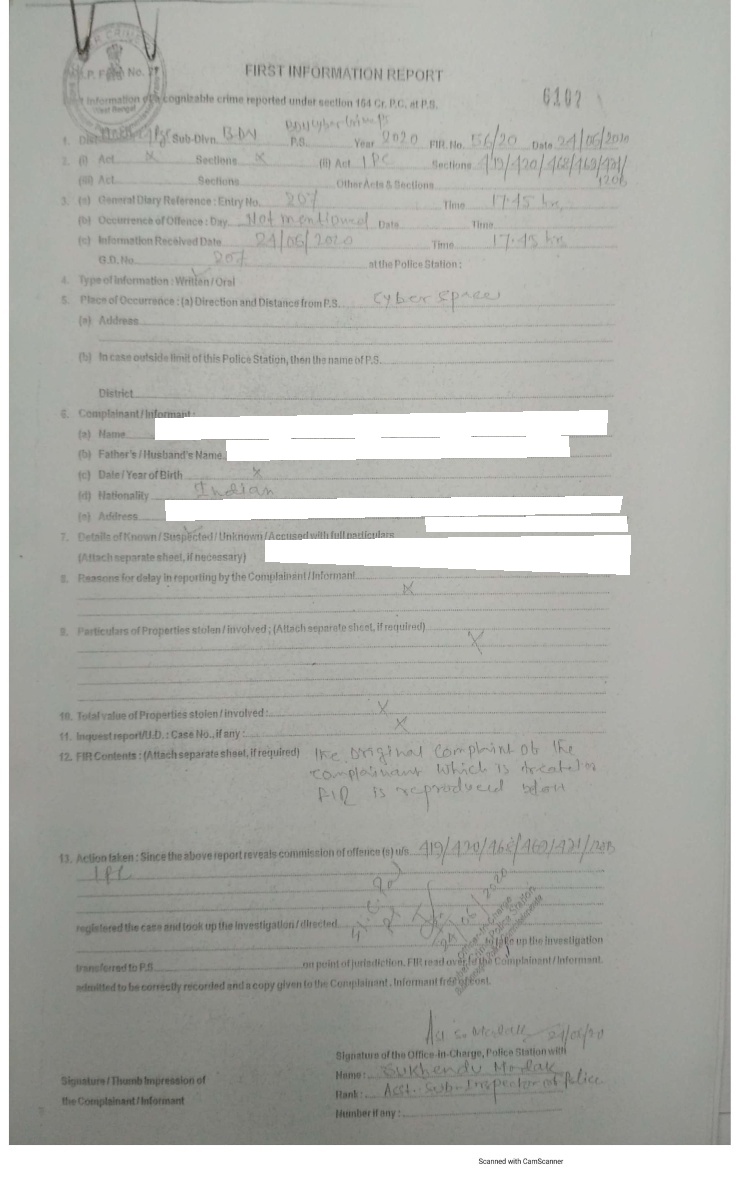 P. Form No. 27
FIRST INFORMATION REPORT
6102
First Information of a cognizable crime reported under section 154 Cr. P.C. at P.S.
1. Sub-Divn. BDN P.S. Cyber Crime PS Year 2020 FIR No. 56/20 Date 24/06/2020
2. (i) Act X Sections X (ii) Act IPC Sections 419/420/468/469/471/
120B
(iii) Act Sections Other Acts & Sections
3. (a) General Diary Reference : Entry No. 207 Time 17.45 hrs
(b) Occurrence of Offence : Day Not mentioned Date Time
(c) Information Received Date 24/06/2020 Time 17.45 hrs
G.D. No. 207 at the Police Station :
4. Type of Information : Written / Oral
5. Place of Occurrence : (a) Direction and Distance from P.S. Cyber Space
(a) Address
(b) In case outside limit of this Police Station, then the name of P.S.
District
6. Complainant / Informant :
(a) Name
(b) Father's / Husband's Name
(c) Date / Year of Birth X
(d) Nationality Indian
(e) Address
7. Details of Known / Suspected / Unknown / Accused with full particulars
(Attach separate sheet, if necessary)
8. Reasons for delay in reporting by the Complainant / Informant
X
9. Particulars of Properties stolen / involved : (Attach separate sheet, if required)
X
10. Total value of Properties stolen / involved : X
11. Inquest report/U.D. : Case No., if any : X
12. FIR Contents : (Attach separate sheet, if required) The original complaint of the
complainant which is treated as
FIR is reproduced below
13. Action taken : Since the above report reveals commission of offence (s) u/s 419/420/468/469/471/120B
IPC
registered the case and took up the investigation / directed
24/06/2020
to take up the Investigation
transferred to P.S. on point of jurisdiction. FIR read over to the Complainant / Informant.
admitted to be correctly recorded and a copy given to the Complainant . Informant free of cost.
Officer-In-Charge
Police Station
24/06/20
Signature of the Office-in-Charge, Police Station with
Name : Sukhendu Modak
Signature / Thumb Impression of
Rank : Asst. Sub-Inspector of Police
the Complainant / Informant
Number if any :
Scanned with CamScanner